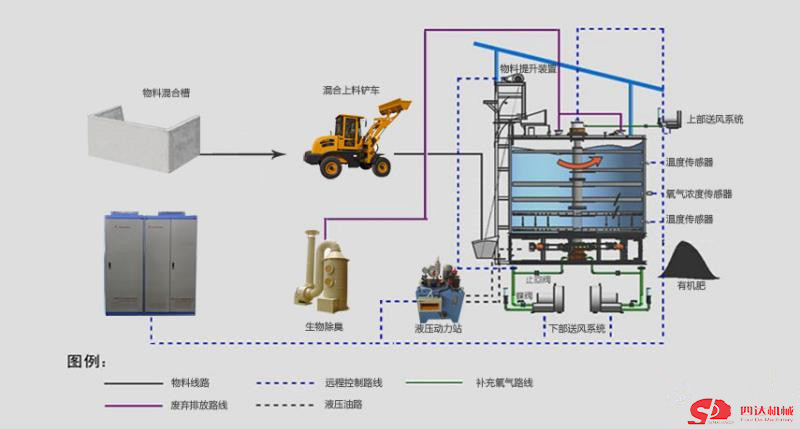 物料提升装置
物料混合槽
混合上料铲车
上部送风系统
温度传感器
氧气浓度传感器
温度传感器
止回阀
有机肥
蝶阀
生物除臭
液压动力站
下部送风系统
图例：
物料线路
远程控制路线
补充氧气路线
废弃排放路线
液压油路
四达机械